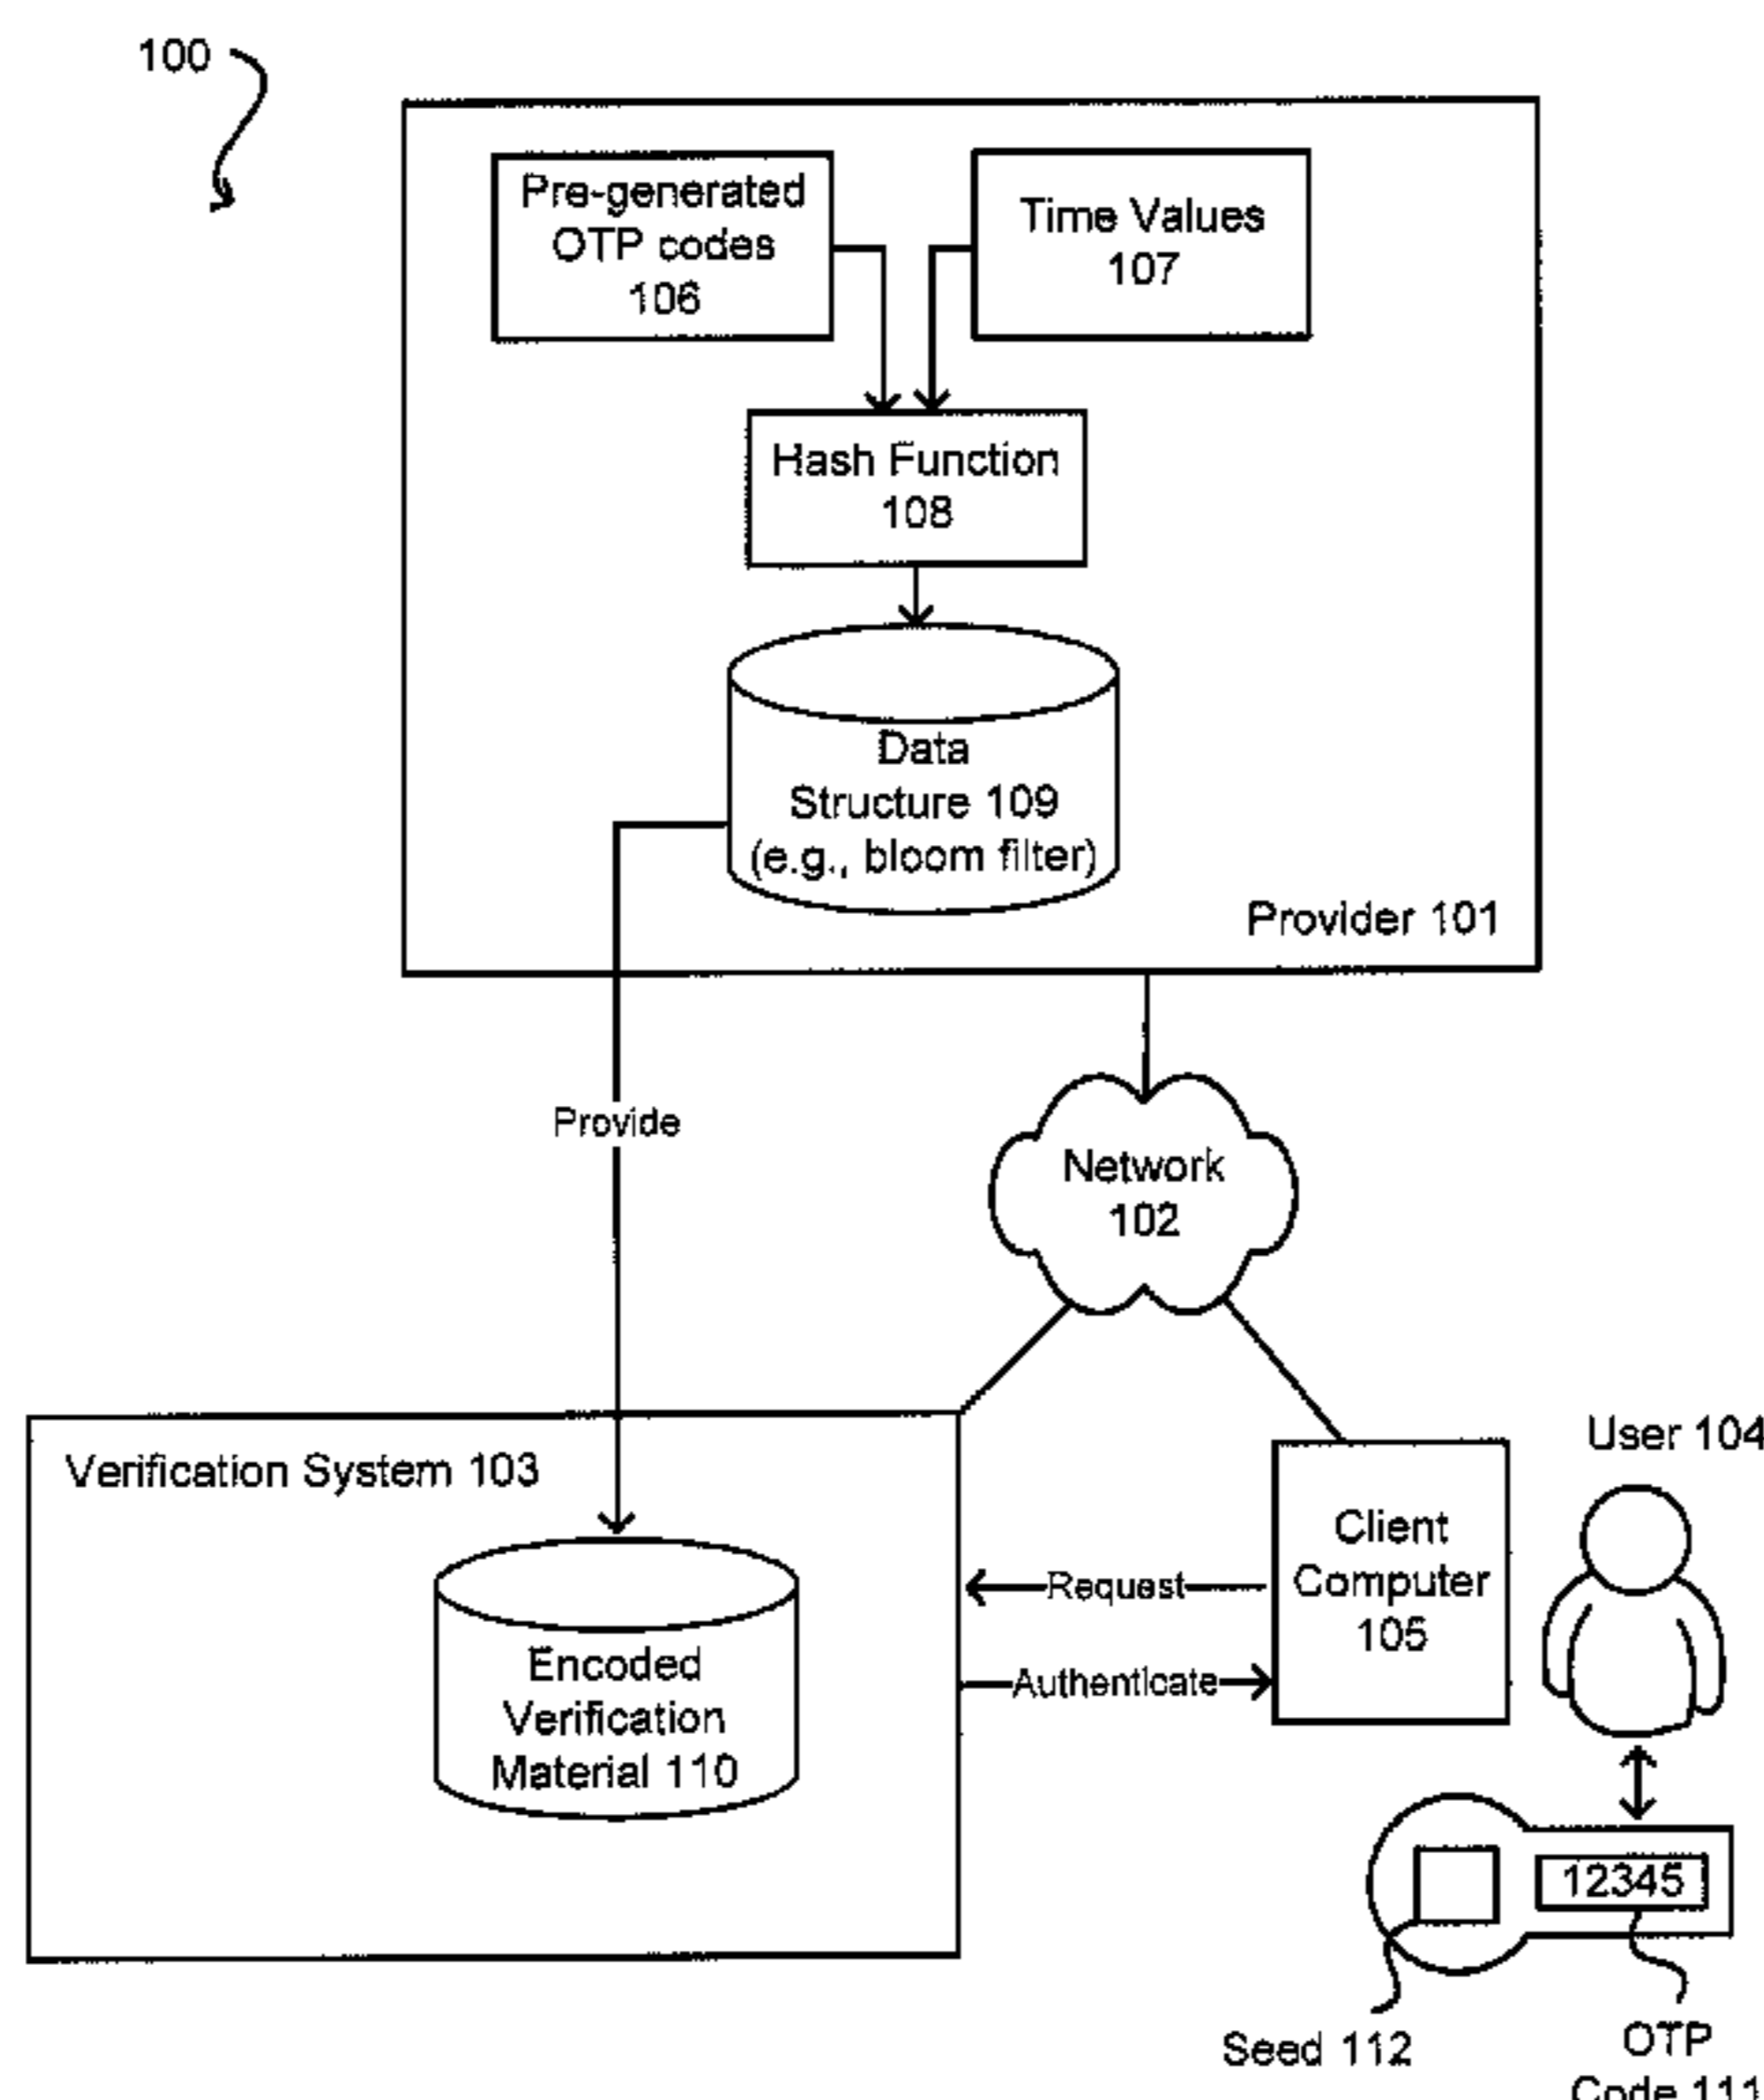 100
Pre-generated
OTP codes
106
Time Values
107
Hash Function
108
Data
Structure 109
(e.g., bloom filter)
Provider 101
Provide
Network
102
Verification System 103
User 104
Client
Computer
105
Request
Authenticate
Encoded
Verification
Material 110
12345
Seed 112
OTP
Code 111